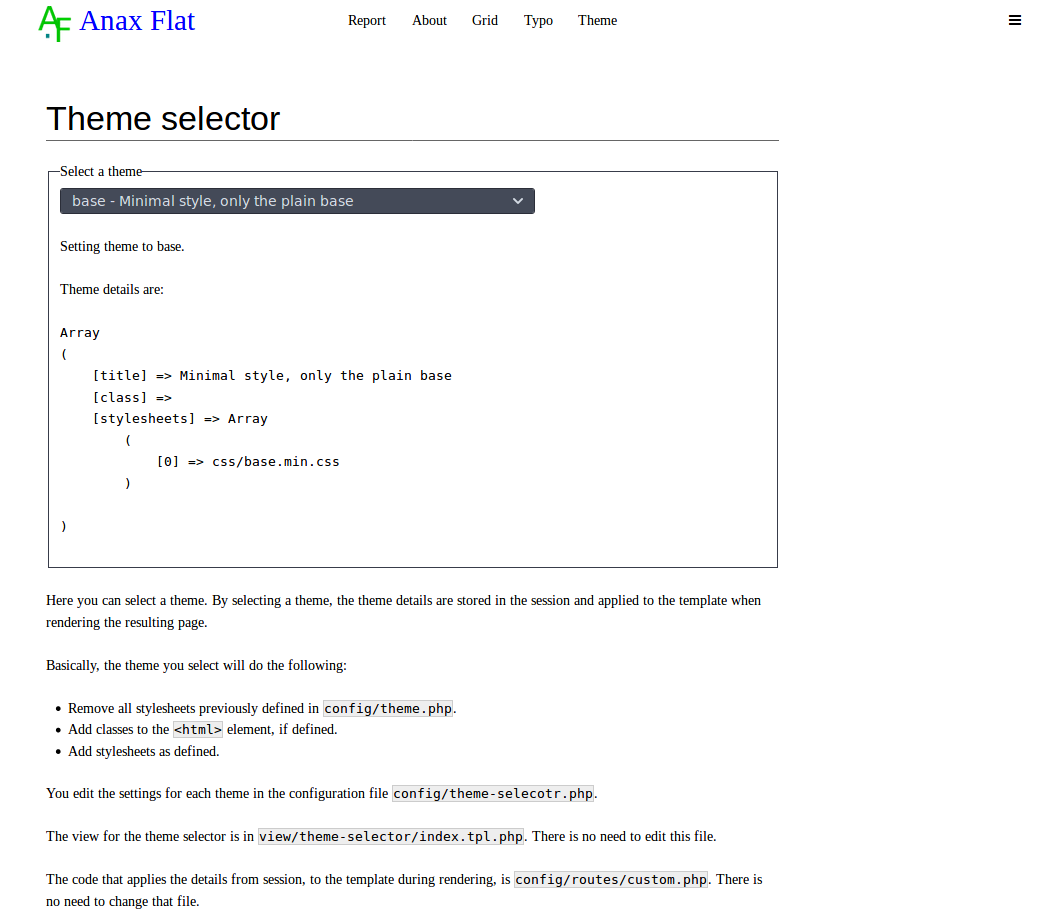 AF Anax Flat Report About Grid Typo Theme
Theme selector
Select a theme
base - Minimal style, only the plain base
Setting theme to base.
Theme details are:
Array
(
    [title] => Minimal style, only the plain base
    [class] =>
    [stylesheets] => Array
        (
            [0] => css/base.min.css
        )
)
Here you can select a theme. By selecting a theme, the theme details are stored in the session and applied to the template when
rendering the resulting page.
Basically, the theme you select will do the following:
• Remove all stylesheets previously defined in config/theme.php.
• Add classes to the <html> element, if defined.
• Add stylesheets as defined.
You edit the settings for each theme in the configuration file config/theme-selecotr.php.
The view for the theme selector is in view/theme-selector/index.tpl.php. There is no need to edit this file.
The code that applies the details from session, to the template during rendering, is config/routes/custom.php. There is
no need to change that file.